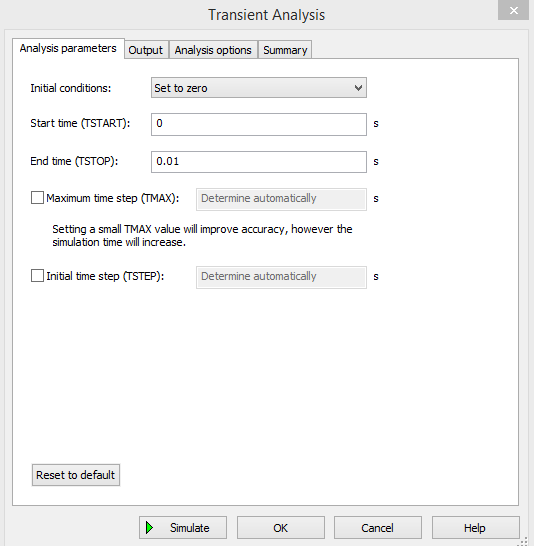 Transient Analysis
Analysis parameters Output Analysis options Summary
Initial conditions: Set to zero
Start time (TSTART): 0 s
End time (TSTOP): 0.01 s
Maximum time step (TMAX): Determine automatically s
Setting a small TMAX value will improve accuracy, however the
simulation time will increase.
Initial time step (TSTEP): Determine automatically s
Reset to default
Simulate OK Cancel Help